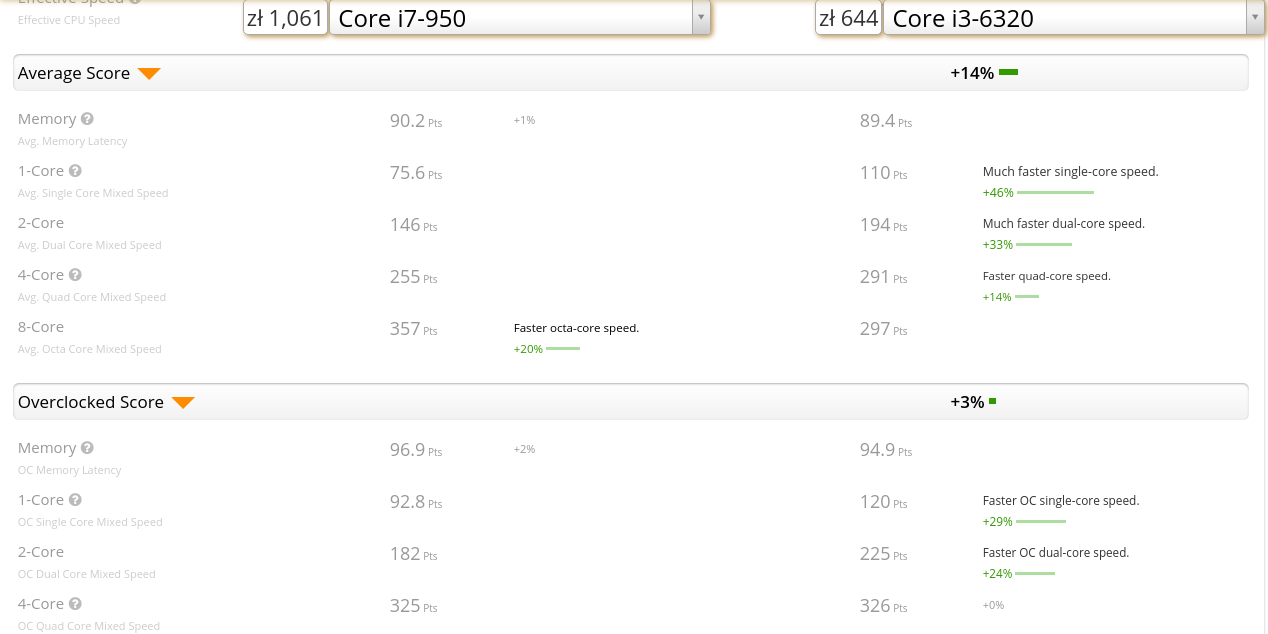 Effective Speed
Effective CPU Speed
zł 1,061 Core i7-950 zł 644 Core i3-6320
Average Score +14%
Memory 90.2 Pts +1% 89.4 Pts
Avg. Memory Latency
1-Core 75.6 Pts 110 Pts Much faster single-core speed.
Avg. Single Core Mixed Speed +46%
2-Core 146 Pts 194 Pts Much faster dual-core speed.
Avg. Dual Core Mixed Speed +33%
4-Core 255 Pts 291 Pts Faster quad-core speed.
Avg. Quad Core Mixed Speed +14%
8-Core 357 Pts Faster octa-core speed. 297 Pts
Avg. Octa Core Mixed Speed +20%
Overclocked Score +3%
Memory 96.9 Pts +2% 94.9 Pts
OC Memory Latency
1-Core 92.8 Pts 120 Pts Faster OC single-core speed.
OC Single Core Mixed Speed +29%
2-Core 182 Pts 225 Pts Faster OC dual-core speed.
OC Dual Core Mixed Speed +24%
4-Core 325 Pts 326 Pts +0%
OC Quad Core Mixed Speed